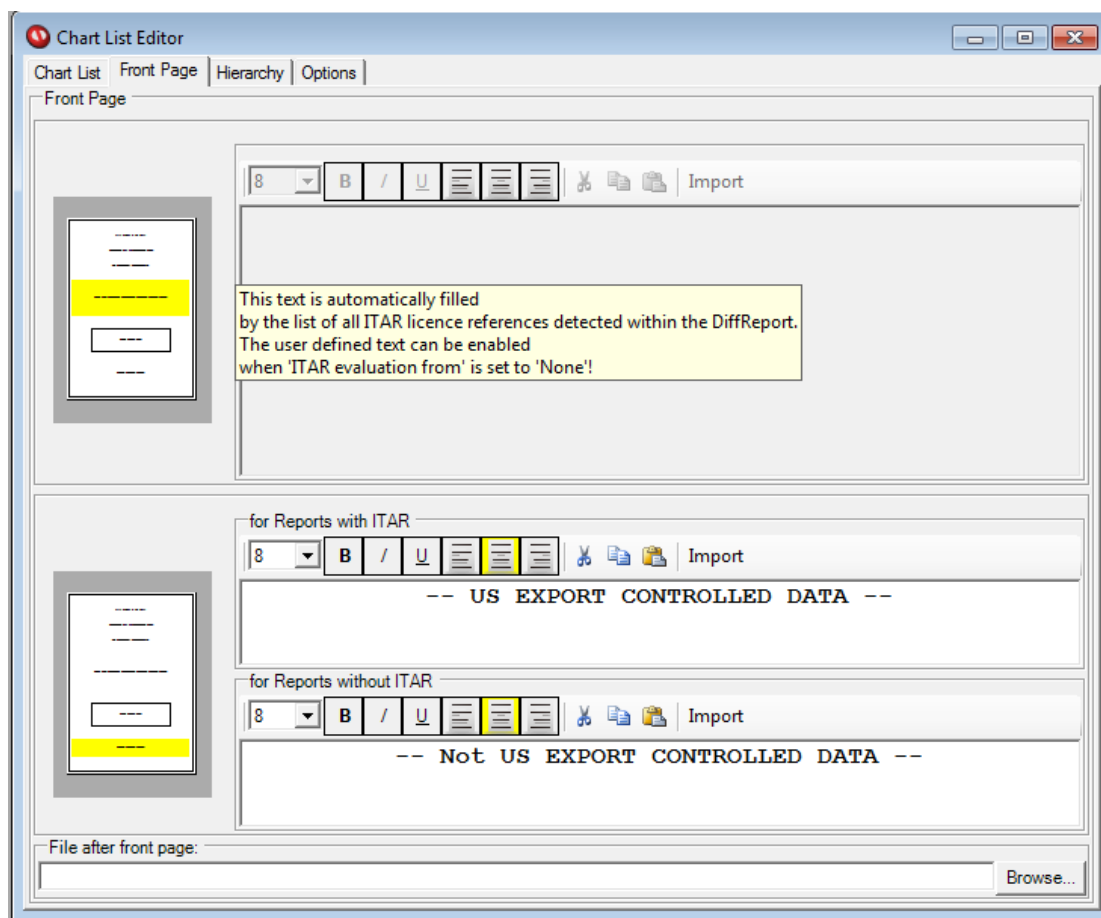 Chart List Editor
Chart List Front Page Hierarchy Options
Front Page
8 B / U Import
This text is automatically filled
by the list of all ITAR licence references detected within the DiffReport.
The user defined text can be enabled
when 'ITAR evaluation from' is set to 'None'!
for Reports with ITAR
8 B / U Import
-- US EXPORT CONTROLLED DATA --
for Reports without ITAR
8 B / U Import
-- Not US EXPORT CONTROLLED DATA --
File after front page:
Browse...